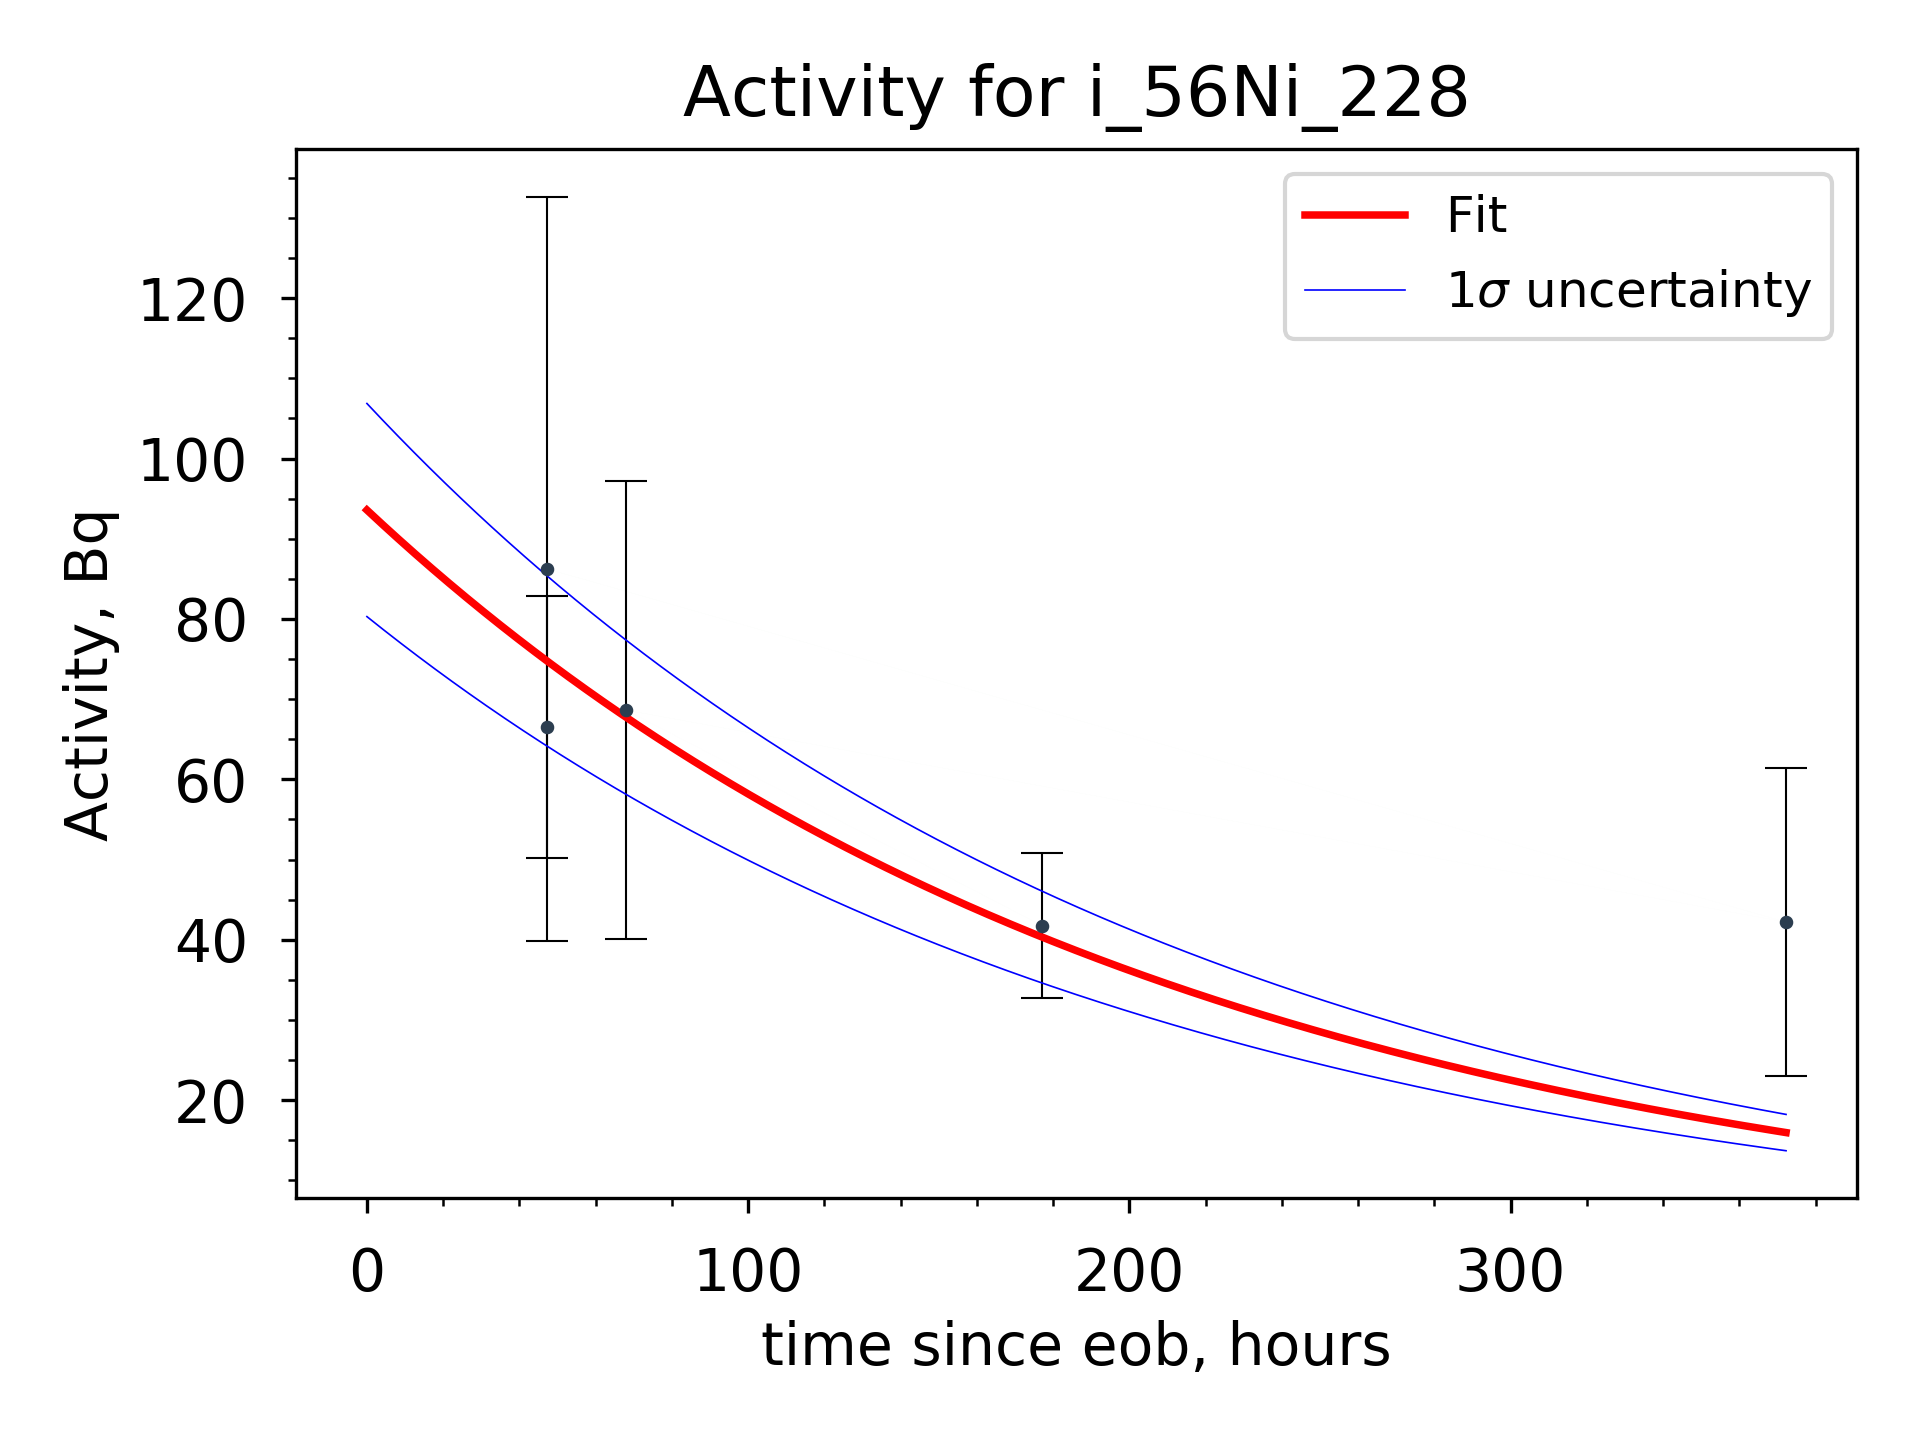 Activity for i_56Ni_228
Fit
1σ uncertainty
120
100
80
60
40
20
Activity, Bq
0 100 200 300
time since eob, hours